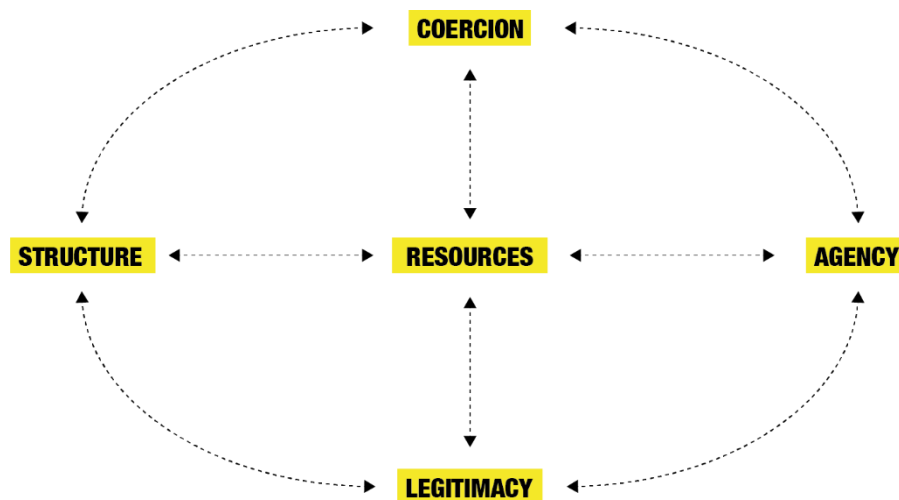 COERCION
STRUCTURE
RESOURCES
AGENCY
LEGITIMACY